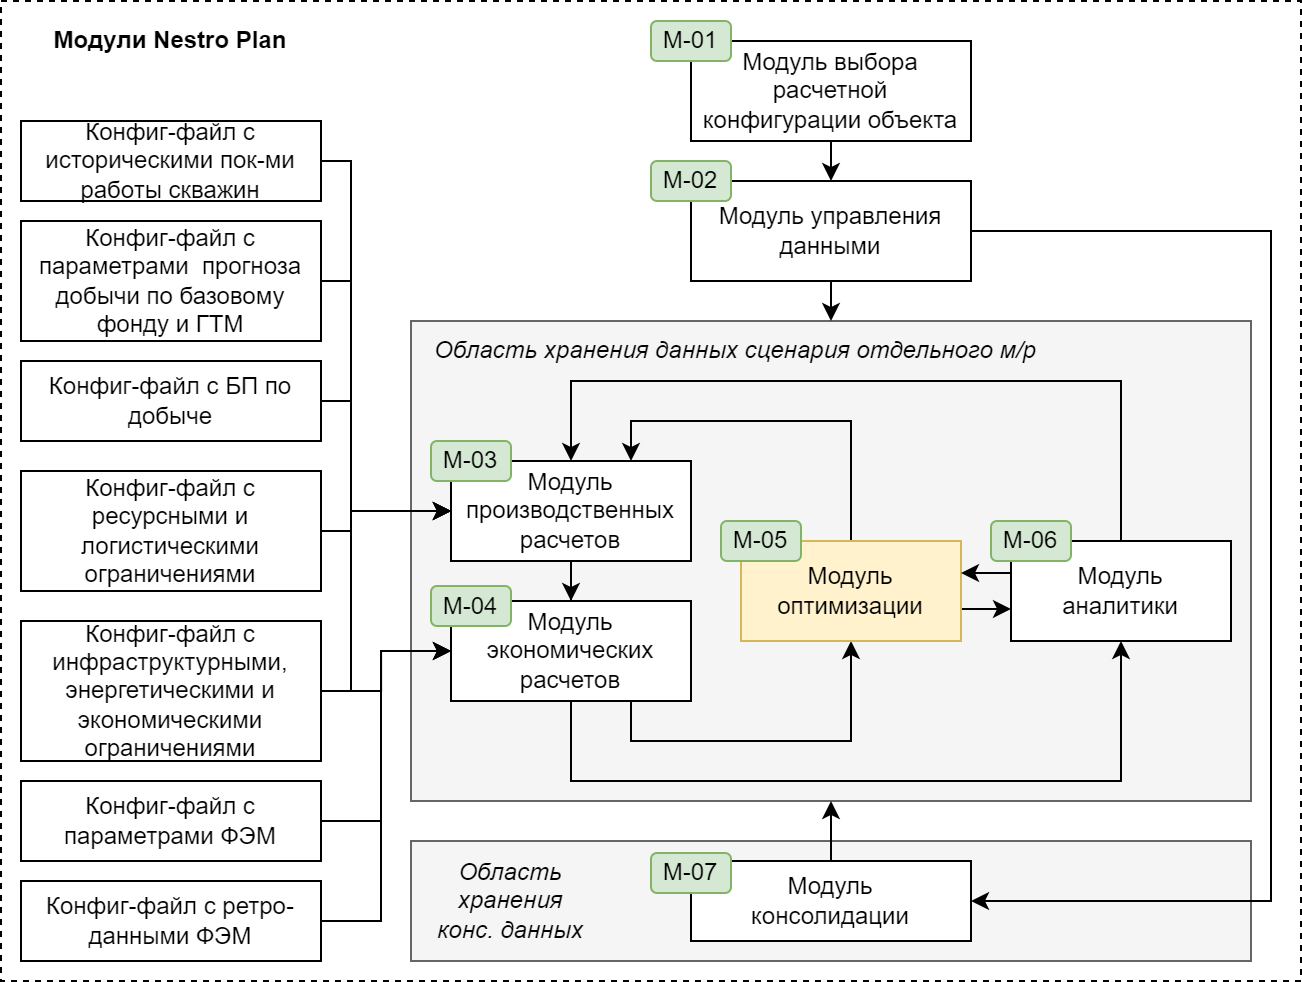 Модули Nestro Plan
М-01
Модуль выбора
расчетной
конфигурации объекта
М-02
Модуль управления
данными
Конфиг-файл с
историческими пок-ми
работы скважин
Конфиг-файл с
параметрами прогноза
добычи по базовому
фонду и ГТМ
Конфиг-файл с БП по
добыче
Конфиг-файл с
ресурсными и
логистическими
ограничениями
Конфиг-файл с
инфраструктурными,
энергетическими и
экономическими
ограничениями
Конфиг-файл с
параметрами ФЭМ
Конфиг-файл с ретро-
данными ФЭМ
Область хранения данных сценария отдельного м/р
М-03
Модуль
производственных
расчетов
М-04
Модуль
экономических
расчетов
М-05
Модуль
оптимизации
М-06
Модуль
аналитики
Область
хранения
конс. данных
М-07
Модуль
консолидации